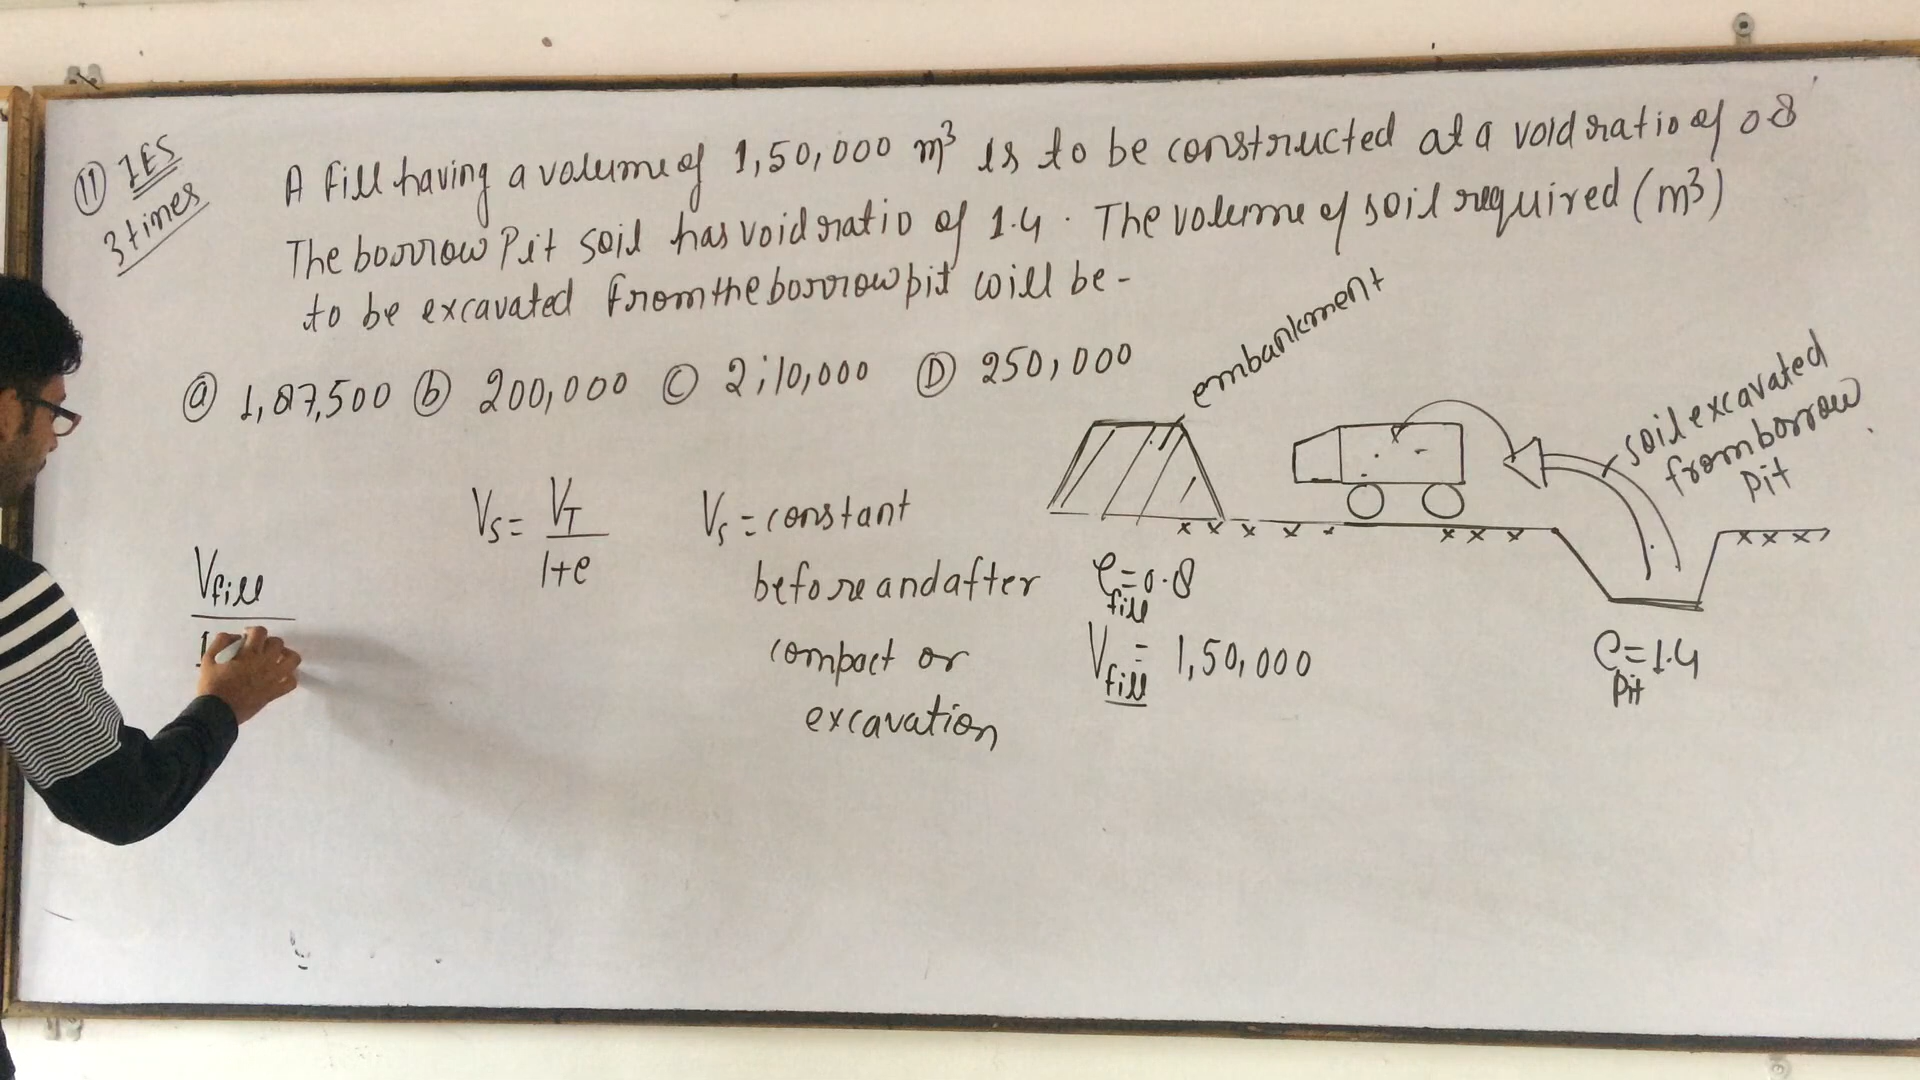 ⑪ IES
3 times
A fill having a volume of 1,50,000 m³ is to be constructed at a void ratio of 0.8
The borrow Pit soil has void ratio of 1.4. The volume of soil required (m³)
to be excavated from the borrow pit will be -
ⓐ 1,87,500 ⓑ 200,000 Ⓒ 2,10,000 Ⓓ 250,000
embankment
soil excavated
from borrow
pit
Vs = VT / 1+e
Vs = constant
before and after
compact or
excavation
Vfill
1
e fill = 0.8
V fill = 1,50,000
e pit = 1.4